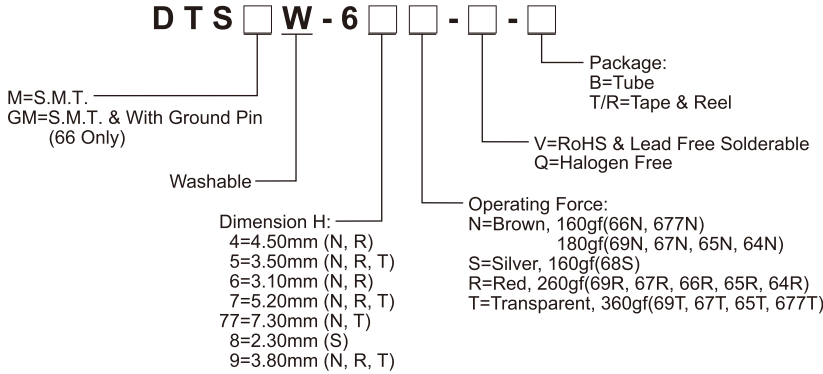 DTS□W-6□□-□-□
M=S.M.T.
GM=S.M.T. & With Ground Pin
(66 Only)
Washable
Dimension H:
4=4.50mm (N, R)
5=3.50mm (N, R, T)
6=3.10mm (N, R)
7=5.20mm (N, R, T)
77=7.30mm (N, T)
8=2.30mm (S)
9=3.80mm (N, R, T)
Operating Force:
N=Brown, 160gf(66N, 677N)
180gf(69N, 67N, 65N, 64N)
S=Silver, 160gf(68S)
R=Red, 260gf(69R, 67R, 66R, 65R, 64R)
T=Transparent, 360gf(69T, 67T, 65T, 677T)
V=RoHS & Lead Free Solderable
Q=Halogen Free
Package:
B=Tube
T/R=Tape & Reel